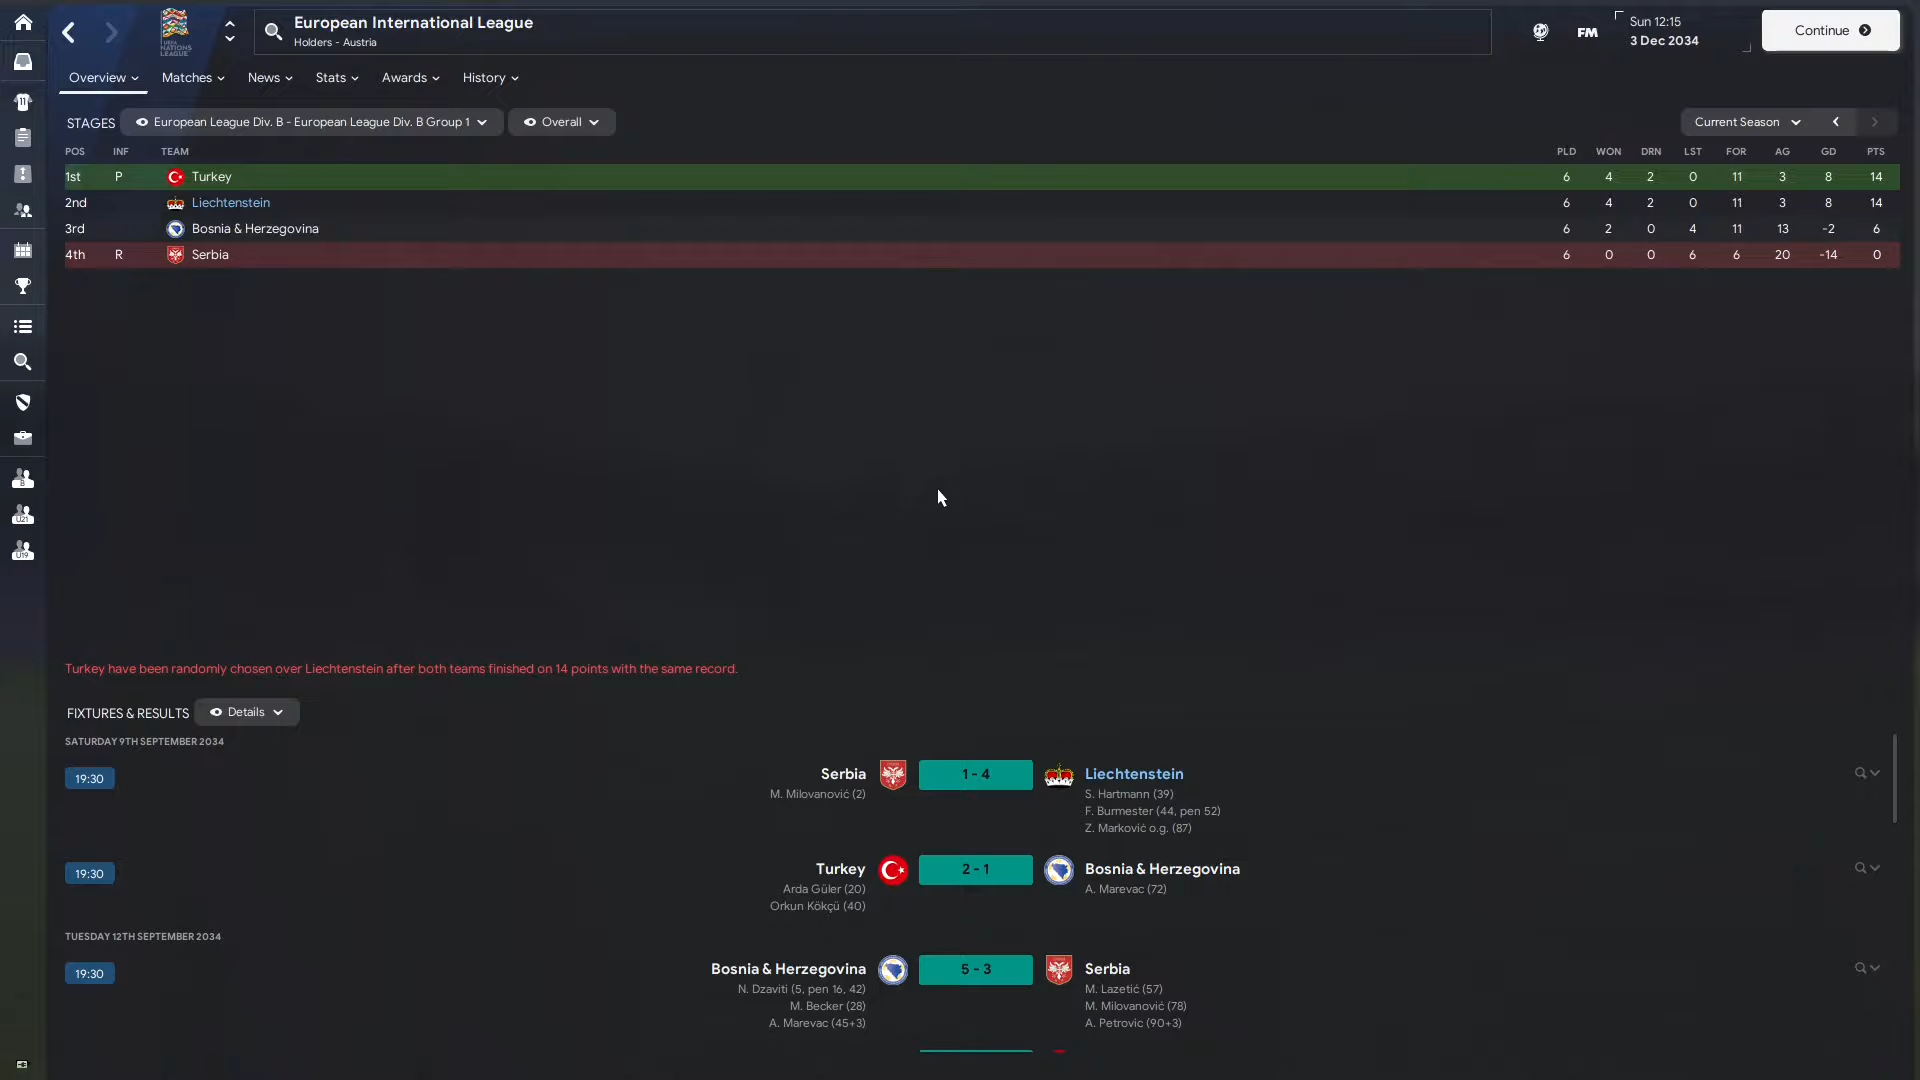 European International League
Holders - Austria
UEFA
NATIONS
LEAGUE
FM
Sun 12:15
3 Dec 2034
Continue
Overview
Matches
News
Stats
Awards
History
STAGES
European League Div. B - European League Div. B Group 1
Overall
Current Season
POS INF TEAM PLD WON DRN LST FOR AG GD PTS
1st P Turkey 6 4 2 0 11 3 8 14
2nd Liechtenstein 6 4 2 0 11 3 8 14
3rd Bosnia & Herzegovina 6 2 0 4 11 13 -2 6
4th R Serbia 6 0 0 6 6 20 -14 0
11
B
U21
U19
Turkey have been randomly chosen over Liechtenstein after both teams finished on 14 points with the same record.
FIXTURES & RESULTS
Details
SATURDAY 9TH SEPTEMBER 2034
19:30 Serbia 1 - 4 Liechtenstein
M. Milovanović (2) S. Hartmann (39)
F. Burmester (44, pen 52)
Z. Marković o.g. (87)
19:30 Turkey 2 - 1 Bosnia & Herzegovina
Arda Güler (20) A. Marevac (72)
Orkun Kökçü (40)
TUESDAY 12TH SEPTEMBER 2034
19:30 Bosnia & Herzegovina 5 - 3 Serbia
N. Dzaviti (5, pen 16, 42) M. Lazetić (57)
M. Becker (28) M. Milovanović (78)
A. Marevac (45+3) A. Petrovic (90+3)